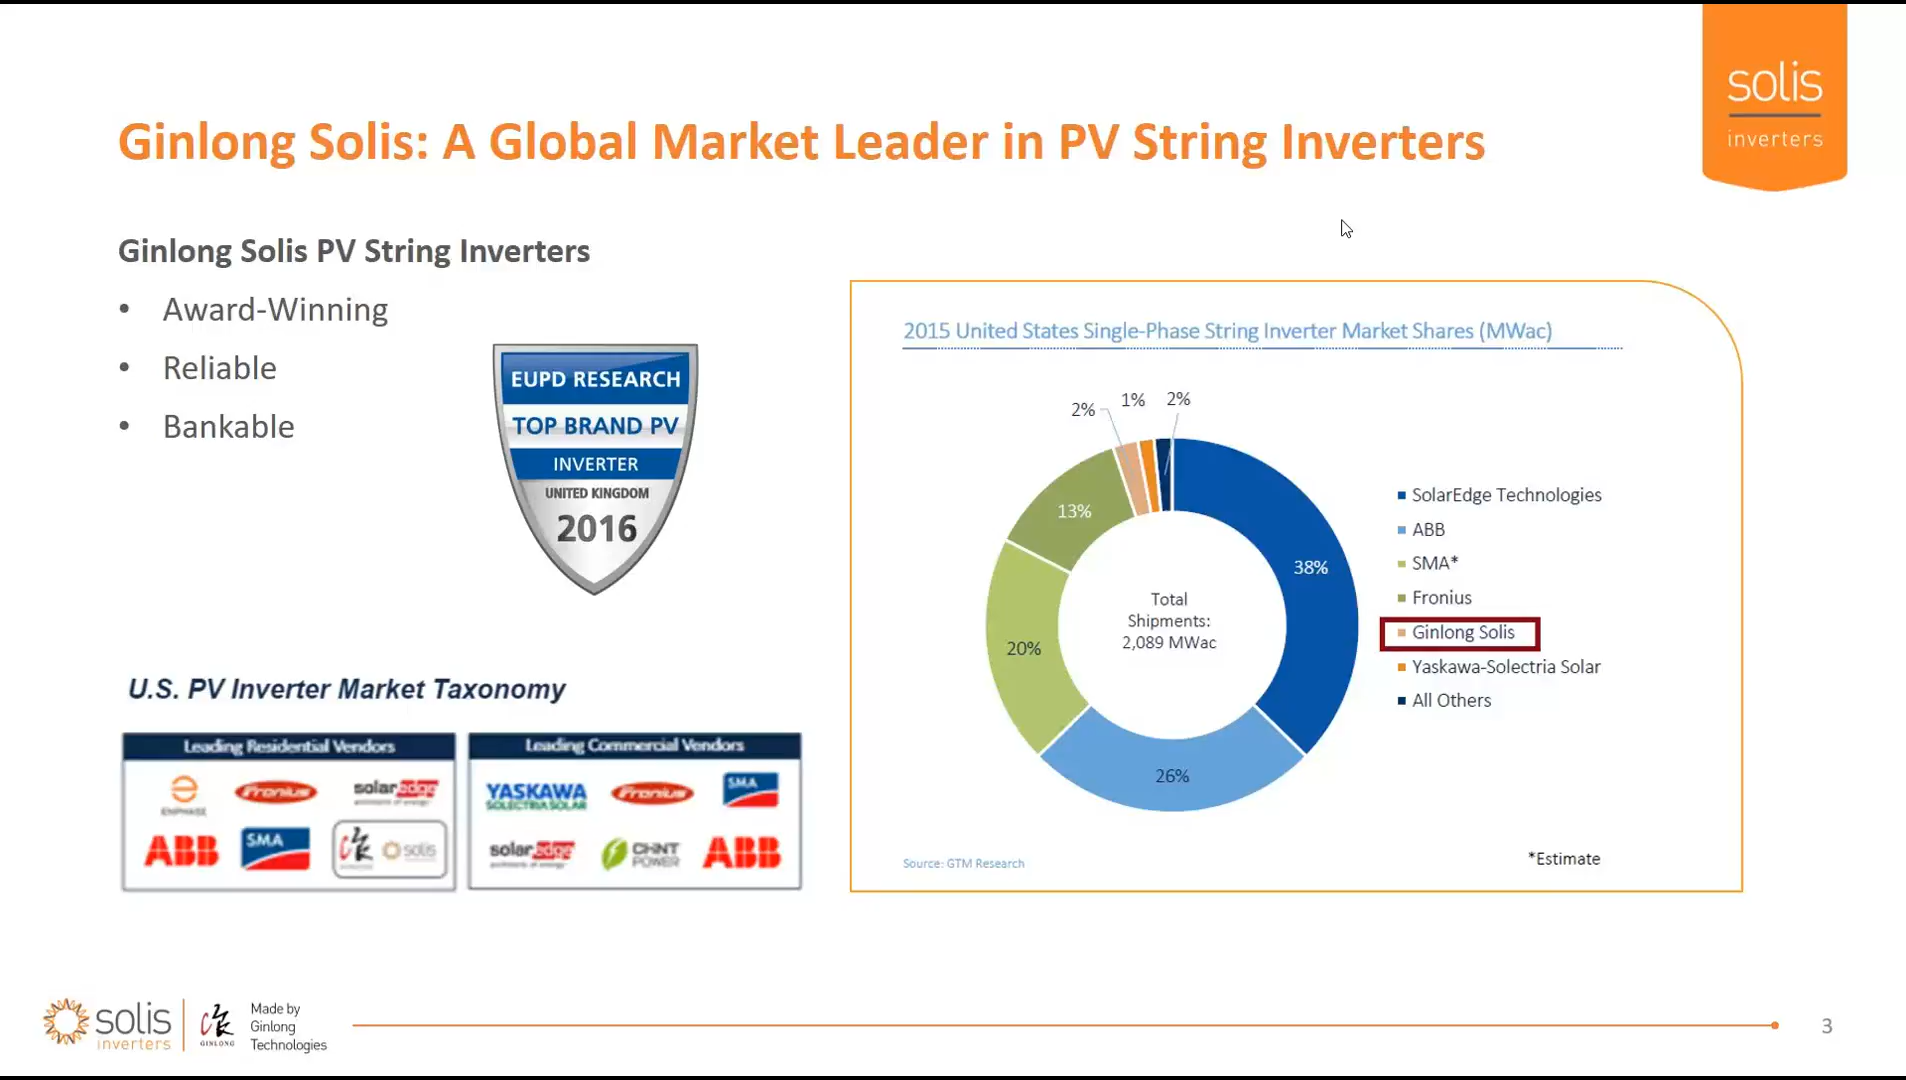 solis
inverters
Ginlong Solis: A Global Market Leader in PV String Inverters
Ginlong Solis PV String Inverters
• Award-Winning
• Reliable
• Bankable
EUPD RESEARCH
TOP BRAND PV
INVERTER
UNITED KINGDOM
2016
U.S. PV Inverter Market Taxonomy
Leading Residential Vendors
ENPHASE
Fronius
solaredge
ABB
SMA
solis
Leading Commercial Vendors
YASKAWA
SOLECTRIA SOLAR
Fronius
SMA
solaredge
CHINT
POWER
ABB
2015 United States Single-Phase String Inverter Market Shares (MWac)
2%
1%
2%
13%
38%
20%
26%
Total
Shipments:
2,089 MWac
SolarEdge Technologies
ABB
SMA*
Fronius
Ginlong Solis
Yaskawa-Solectria Solar
All Others
Source: GTM Research
*Estimate
solis
inverters
GINLONG
Made by
Ginlong
Technologies
3